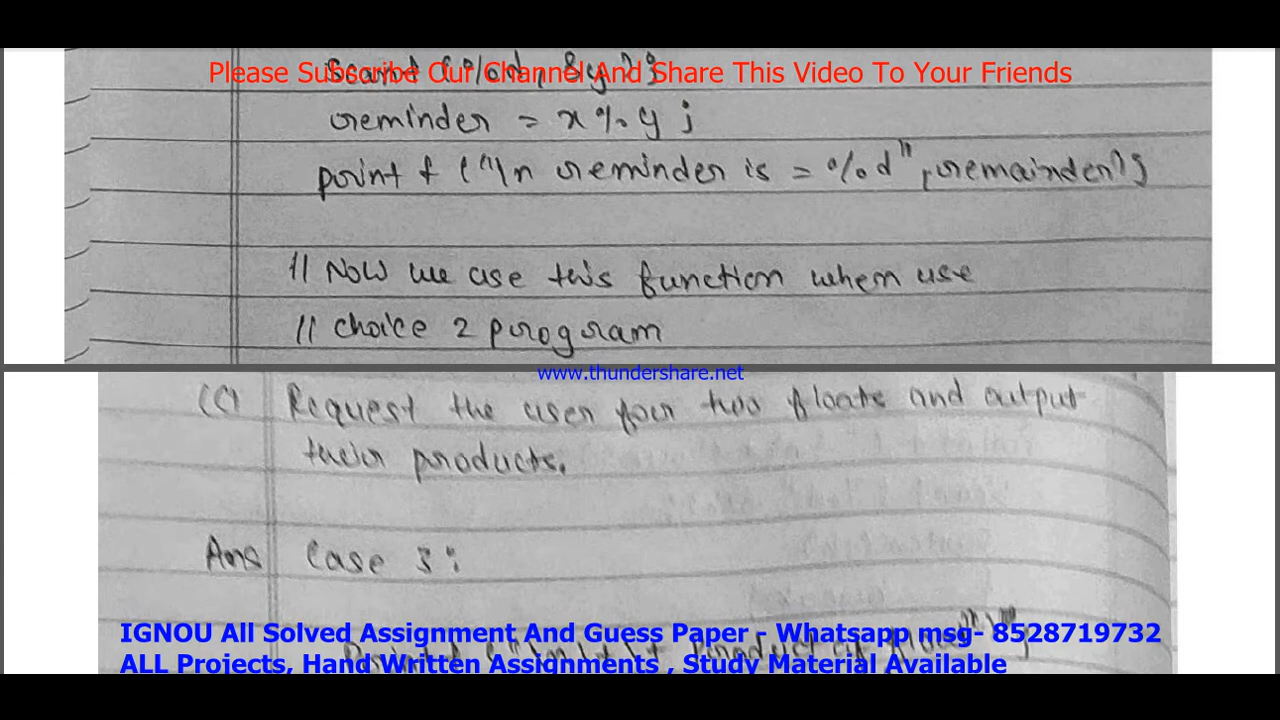 Please Subscribe Our Channel And Share This Video To Your Friends
reminder = x % y ;
printf ("\n reminder is = %d", remainder);
// Now we use this function when use
// choice 2 program
www.thundershare.net
(C) Request the user for two floats and output
their products.
Ans Case 3:
IGNOU All Solved Assignment And Guess Paper - Whatsapp msg- 8528719732
ALL Projects, Hand Written Assignments , Study Material Available